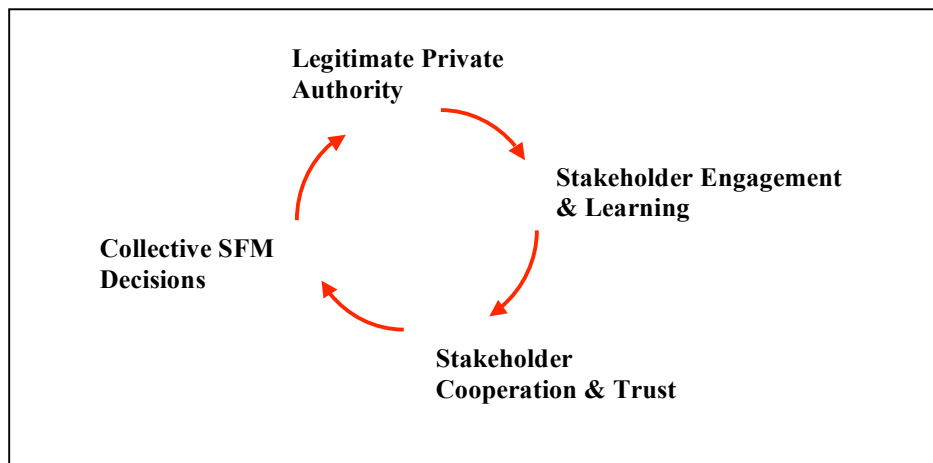 Legitimate Private
Authority
Stakeholder Engagement
& Learning
Collective SFM
Decisions
Stakeholder
Cooperation & Trust